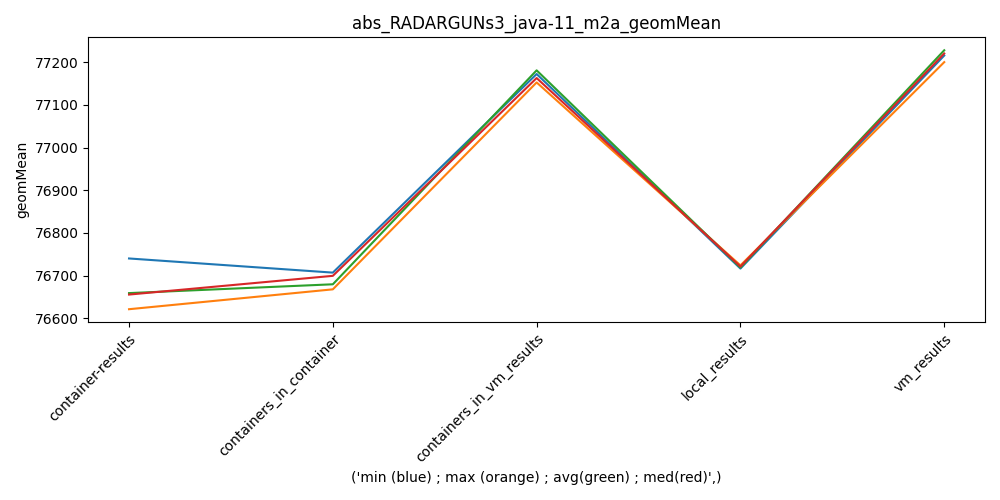 abs_RADARGUNs3_java-11_m2a_geomMean
geomMean
77200
77100
77000
76900
76800
76700
76600
container-results
containers_in_container
containers_in_vm_results
local_results
vm_results
('min (blue) ; max (orange) ; avg(green) ; med(red)',)